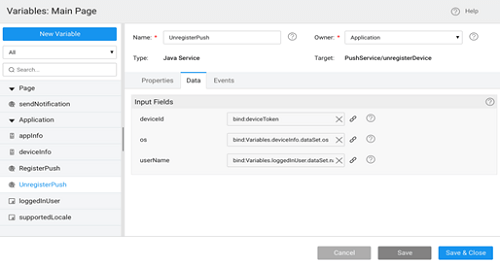 Variables: Main Page
Help
New Variable
All
Search...
Page
sendNotification
Application
appInfo
deviceInfo
RegisterPush
UnregisterPush
loggedInUser
supportedLocale
Name: * UnregisterPush
Owner: * Application
Type: Java Service
Target: PushService/unregisterDevice
Properties Data Events
Input Fields
deviceId bind:deviceToken
os bind:Variables.deviceInfo.dataSet.os
userName bind:Variables.loggedInUser.dataSet.n
Cancel Save Save & Close